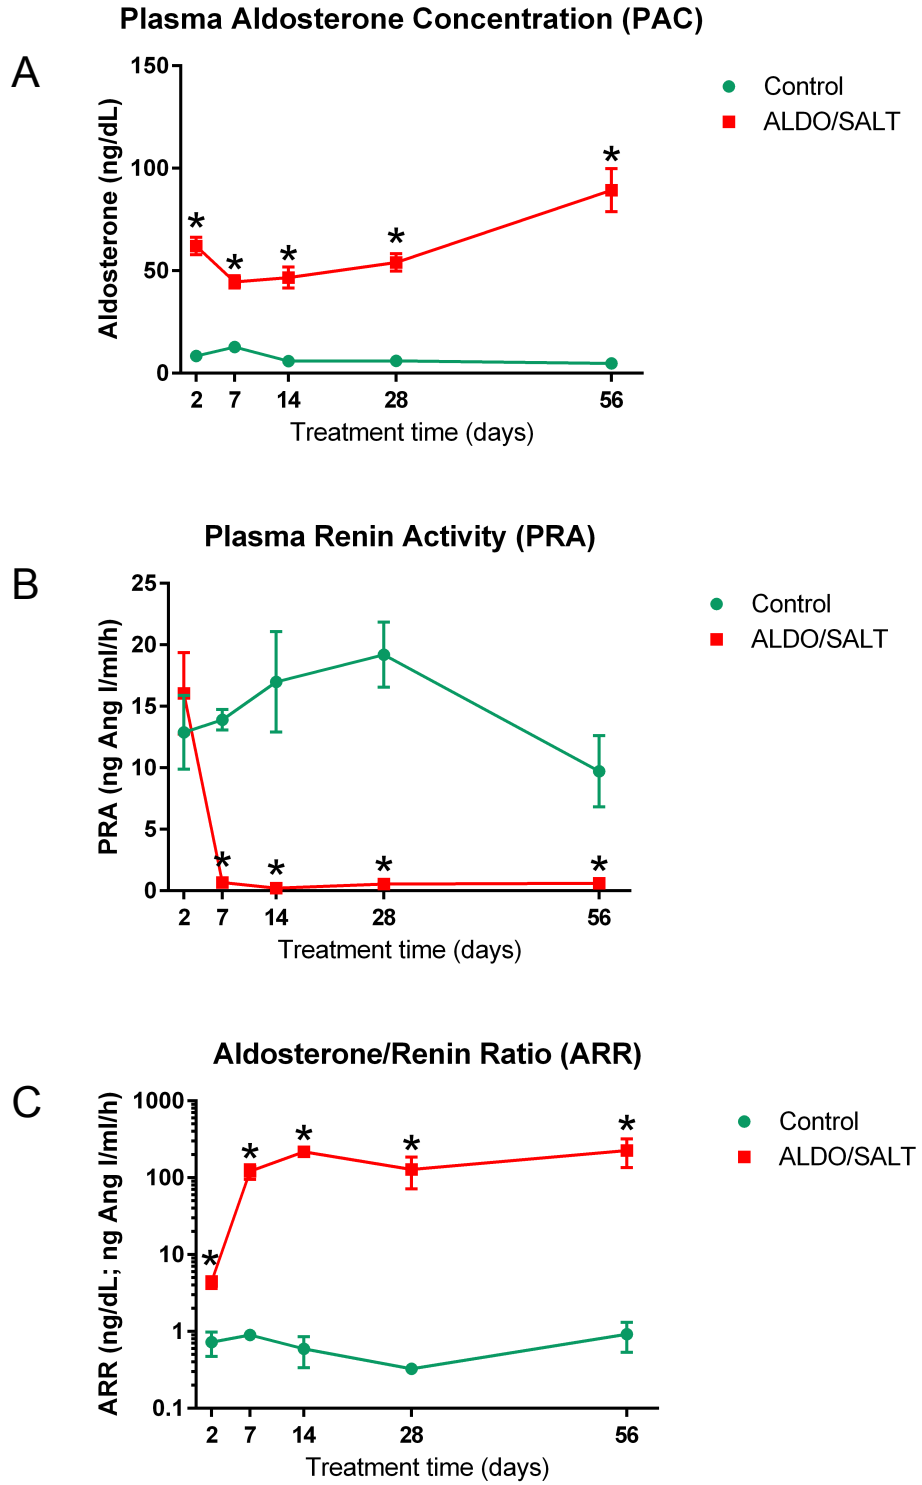 Plasma Aldosterone Concentration (PAC)
A
Aldosterone (ng/dL)
150
100
50
0
* * * * *
2 7 14 28 56
Treatment time (days)
Control
ALDO/SALT
Plasma Renin Activity (PRA)
B
PRA (ng Ang I/ml/h)
25
20
15
10
5
0
* * * *
2 7 14 28 56
Treatment time (days)
Control
ALDO/SALT
Aldosterone/Renin Ratio (ARR)
C
ARR (ng/dL; ng Ang I/ml/h)
1000
100
10
1
0.1
* * * * *
2 7 14 28 56
Treatment time (days)
Control
ALDO/SALT